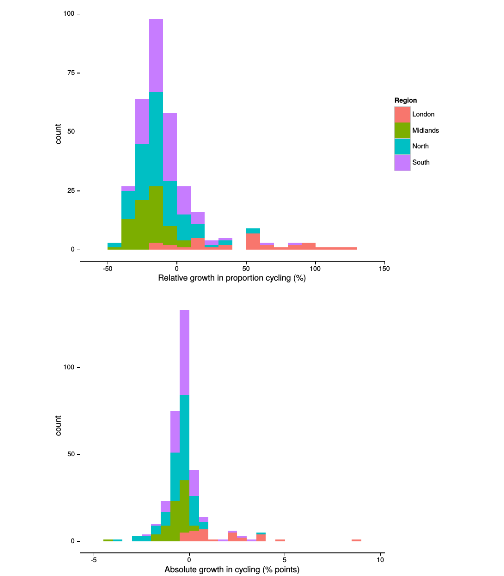 100
75
50
25
0
count
-50
0
50
100
150
Relative growth in proportion cycling (%)
Region
London
Midlands
North
South
100
50
0
count
-5
0
5
10
Absolute growth in cycling (% points)